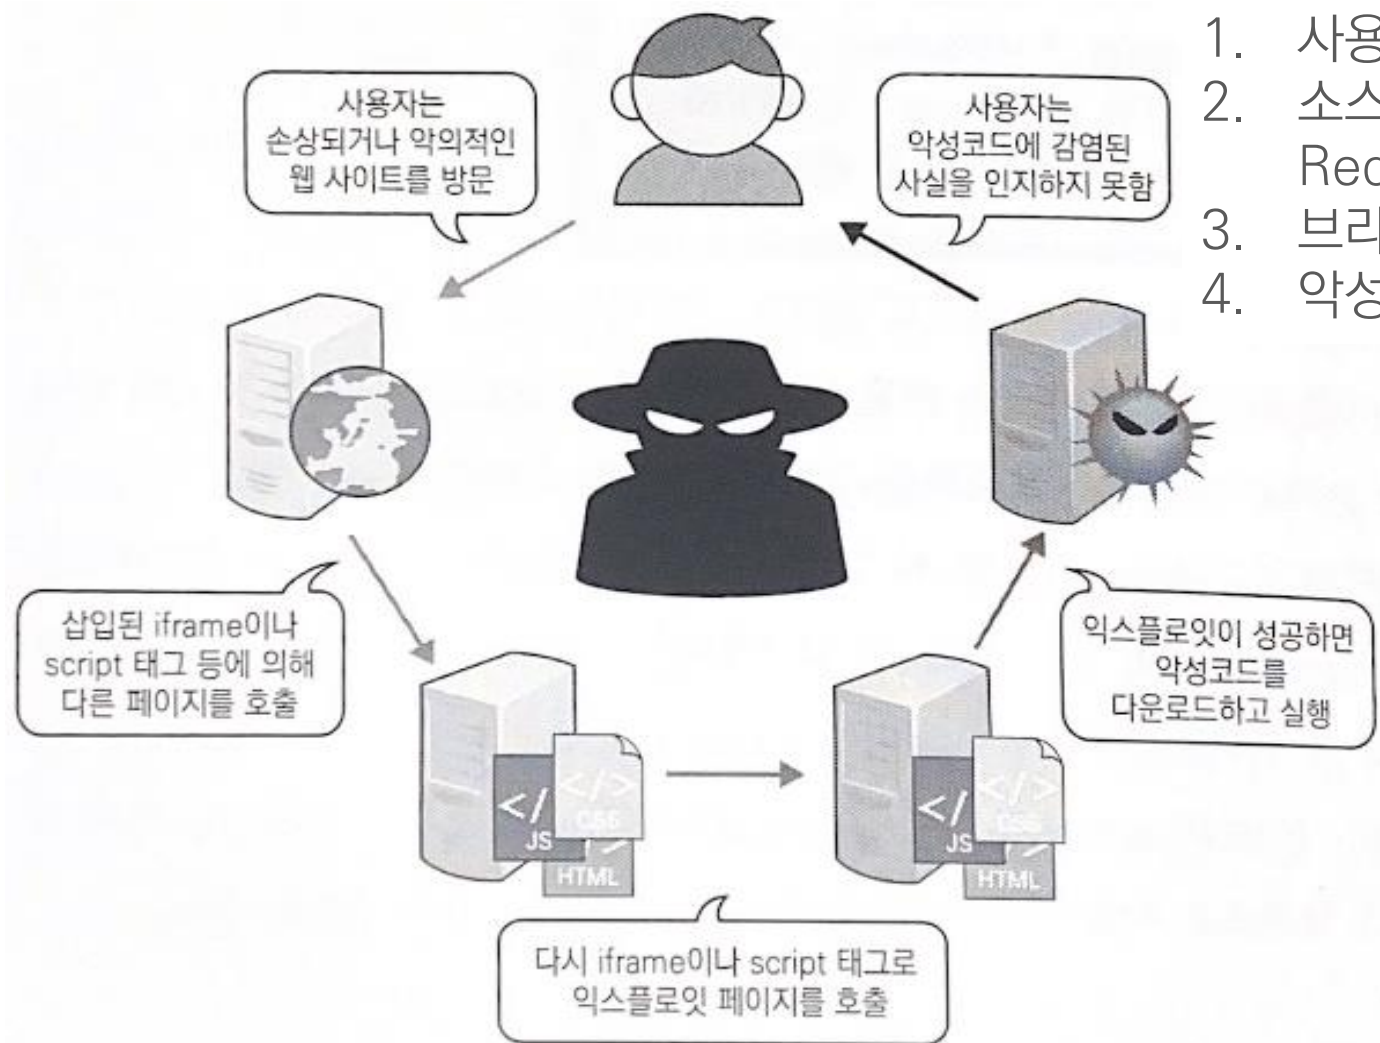 사용자는
손상되거나 악의적인
웹 사이트를 방문
사용자는
악성코드에 감염된
사실을 인지하지 못함
1. 사용
2. 소스
Rec
3. 브라
4. 악성
삽입된 iframe이나
script 태그 등에 의해
다른 페이지를 호출
익스플로잇이 성공하면
악성코드를
다운로드하고 실행
</
JS
</>
CSS
HTML
</
JS
</>
CSS
HTML
다시 iframe이나 script 태그로
익스플로잇 페이지를 호출